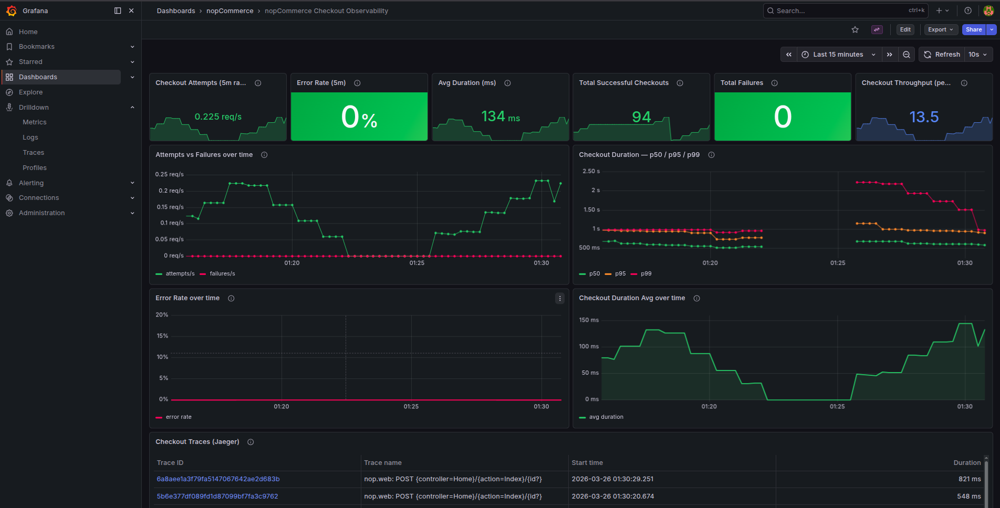 Grafana
Dashboards › nopCommerce › nopCommerce Checkout Observability
Search...
ctrl+k
Edit
Export
Share
Home
Bookmarks
Starred
Dashboards
Explore
Drilldown
Metrics
Logs
Traces
Profiles
Alerting
Connections
Administration
Last 15 minutes
Refresh
10s
Checkout Attempts (5m ra...
0.225 req/s
Error Rate (5m)
0%
Avg Duration (ms)
134 ms
Total Successful Checkouts
94
Total Failures
0
Checkout Throughput (pe...
13.5
Attempts vs Failures over time
0.25 req/s
0.2 req/s
0.15 req/s
0.1 req/s
0.05 req/s
0 req/s
01:20 01:25 01:30
attempts/s failures/s
Checkout Duration — p50 / p95 / p99
2.50 s
2 s
1.50 s
1 s
500 ms
01:20 01:25 01:30
p50 p95 p99
Error Rate over time
20%
15%
10%
5%
0%
01:20 01:25 01:30
error rate
Checkout Duration Avg over time
150 ms
100 ms
50 ms
0 ms
01:20 01:25 01:30
avg duration
Checkout Traces (Jaeger)
Trace ID Trace name Start time Duration
6a8aee1a3f79fa5147067642ae2d683b nop.web: POST {controller=Home}/{action=Index}/{id?} 2026-03-26 01:30:29.251 821 ms
5b6e377df089fd1d87099bf7fa3c9762 nop.web: POST {controller=Home}/{action=Index}/{id?} 2026-03-26 01:30:20.674 548 ms